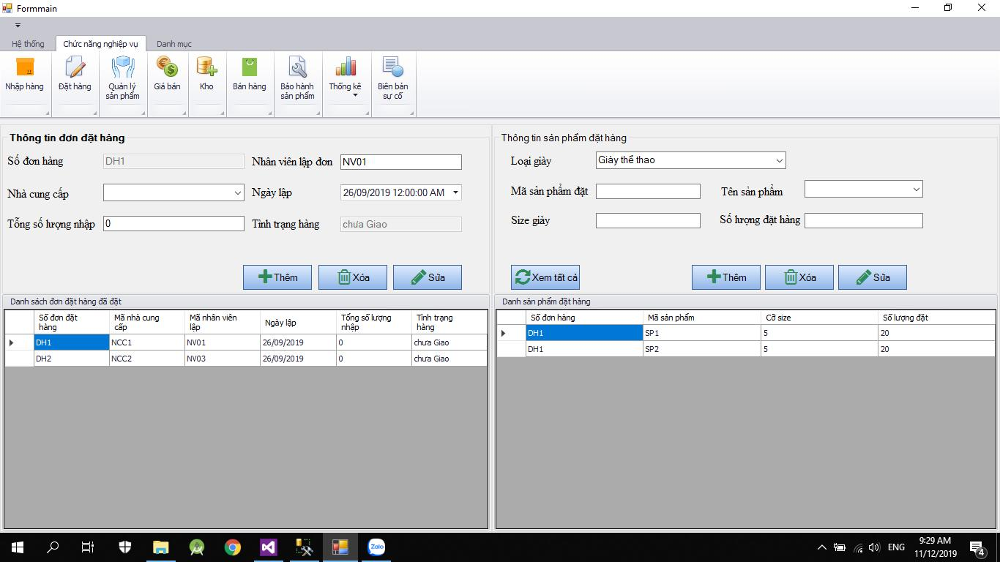 Formmain
Hệ thống
Chức năng nghiệp vụ
Danh mục
Nhập hàng
Đặt hàng
Quản lý
sản phẩm
Giá bán
Kho
Bán hàng
Bảo hành
sản phẩm
Thống kê
Biên bản
sự cố
Thông tin đơn đặt hàng
Số đơn hàng
DH1
Nhân viên lập đơn
NV01
Nhà cung cấp
Ngày lập
26/09/2019 12:00:00 AM
Tổng số lượng nhập
0
Tình trạng hàng
chưa Giao
Thêm
Xóa
Sửa
Thông tin sản phẩm đặt hàng
Loại giày
Giày thể thao
Mã sản phẩm đặt
Tên sản phẩm
Size giày
Số lượng đặt hàng
Xem tất cả
Thêm
Xóa
Sửa
Danh sách đơn đặt hàng đã đặt
Số đơn đặt
hàng
Mã nhà cung
cấp
Mã nhân viên
lập
Ngày lập
Tổng số lượng
nhập
Tình trạng
hàng
DH1 NCC1 NV01 26/09/2019 0 chưa Giao
DH2 NCC2 NV03 26/09/2019 0 chưa Giao
Danh sản phẩm đặt hàng
Số đơn hàng Mã sản phẩm Cỡ size Số lượng đặt
DH1 SP1 5 20
DH1 SP2 5 20
Zalo
ENG
9:29 AM
11/12/2019
4